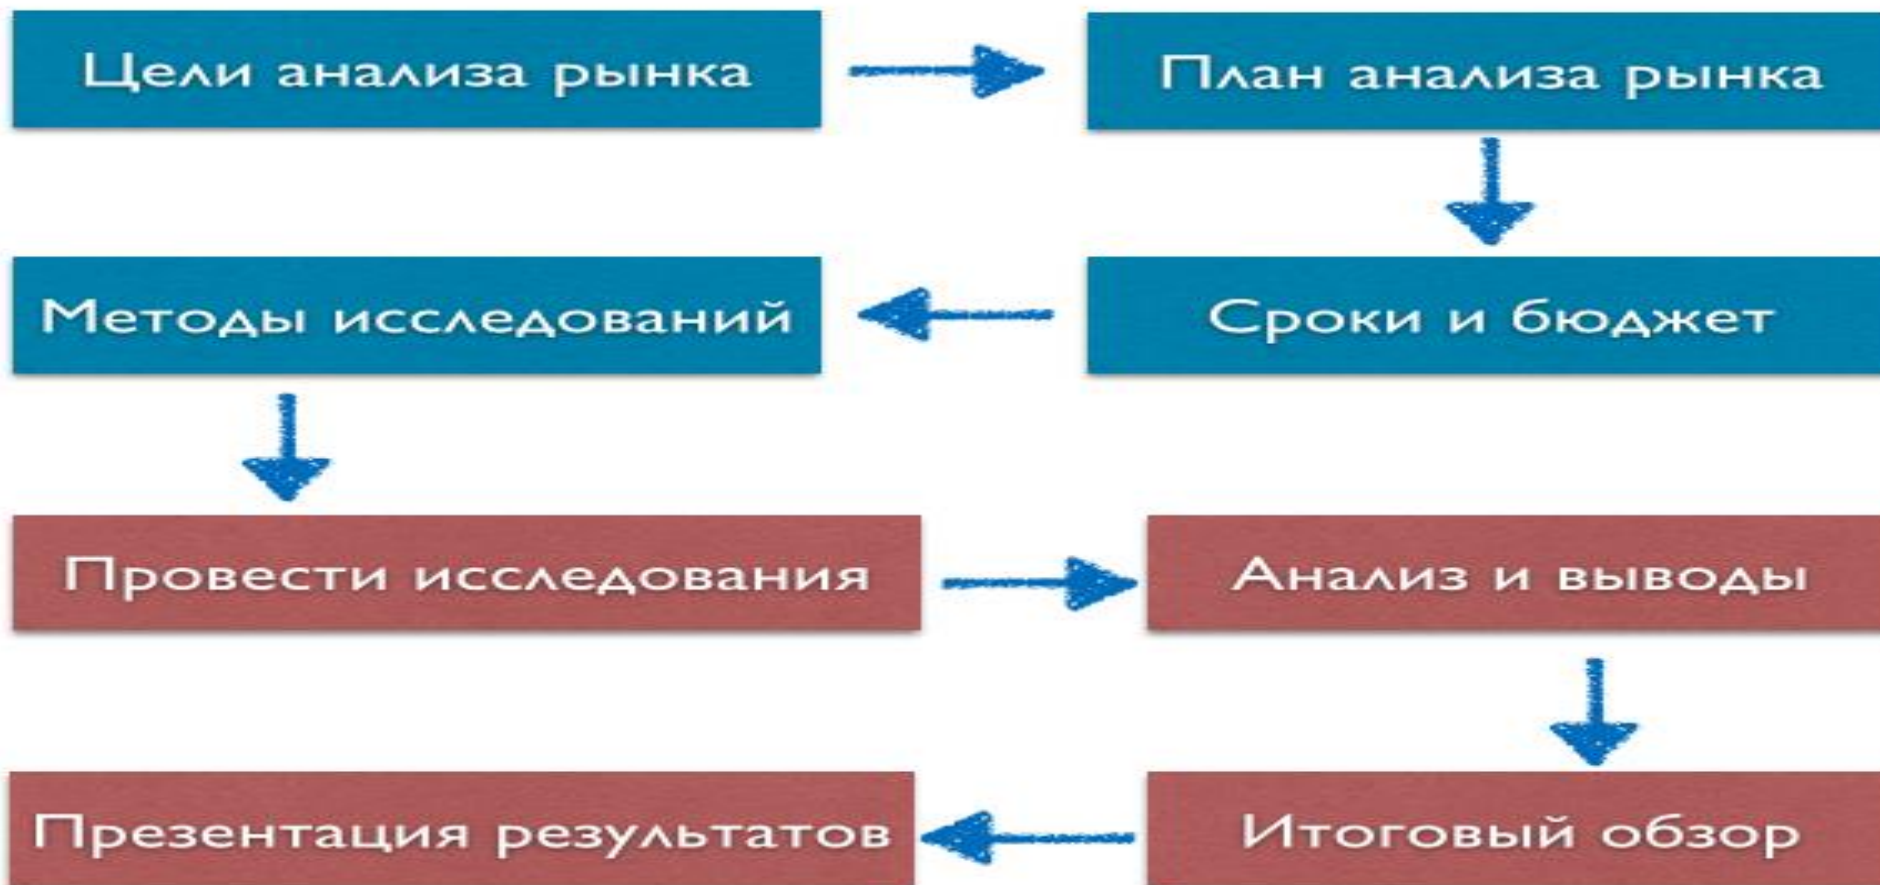 Цели анализа рынка
План анализа рынка
Сроки и бюджет
Методы исследований
Провести исследования
Анализ и выводы
Итоговый обзор
Презентация результатов